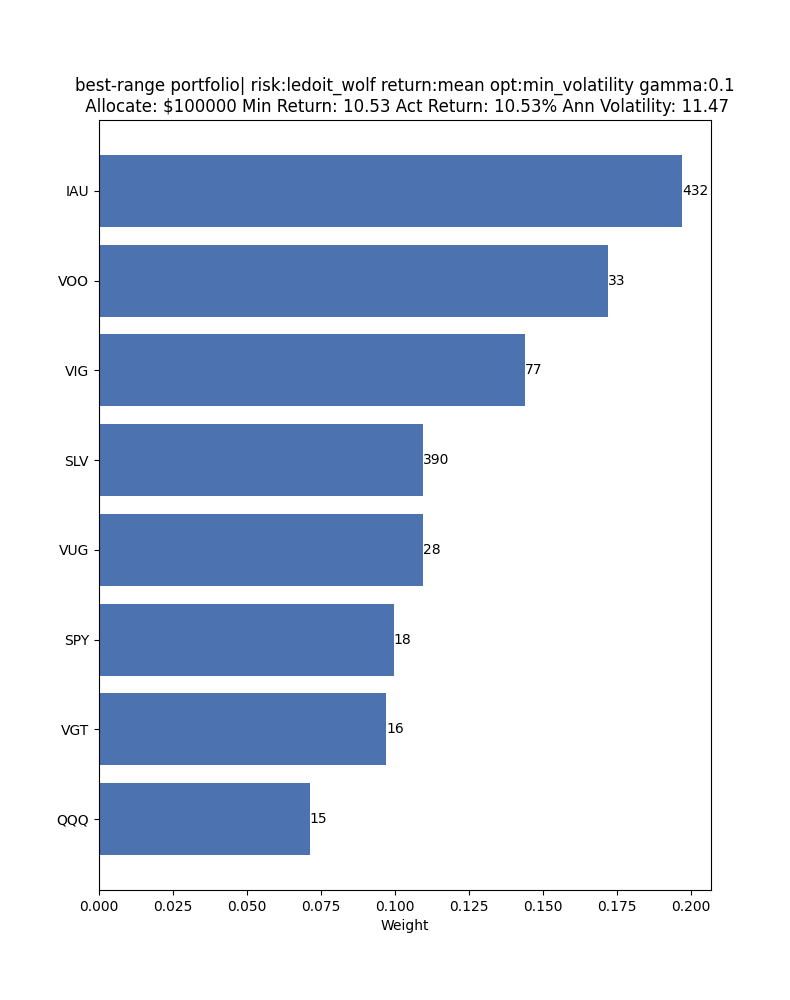 best-range portfolio| risk:ledoit_wolf return:mean opt:min_volatility gamma:0.1
Allocate: $100000 Min Return: 10.53 Act Return: 10.53% Ann Volatility: 11.47
IAU
432
VOO
33
VIG
77
SLV
390
VUG
28
SPY
18
VGT
16
QQQ
15
0.000 0.025 0.050 0.075 0.100 0.125 0.150 0.175 0.200
Weight